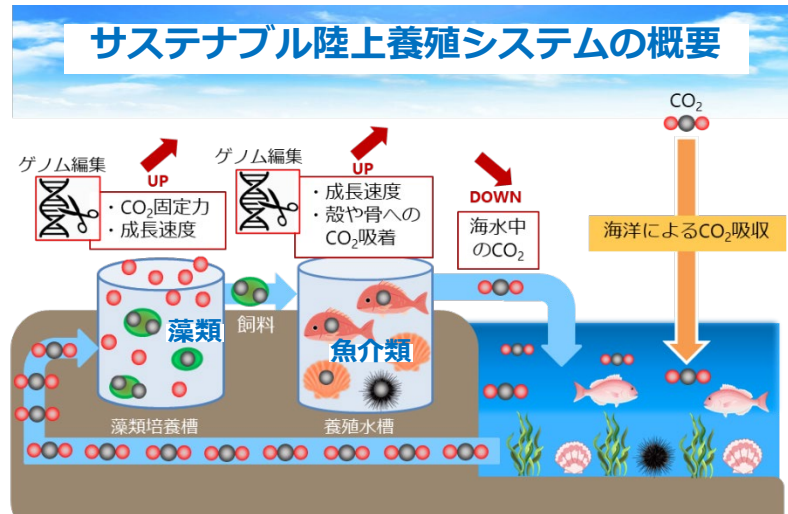 サステナブル陸上養殖システムの概要
CO₂
ゲノム編集
UP
・CO₂固定力
・成長速度
ゲノム編集
UP
・成長速度
・殻や骨への
CO₂吸着
DOWN
海水中
のCO₂
海洋によるCO₂吸収
藻類
飼料
魚介類
藻類培養槽
養殖水槽